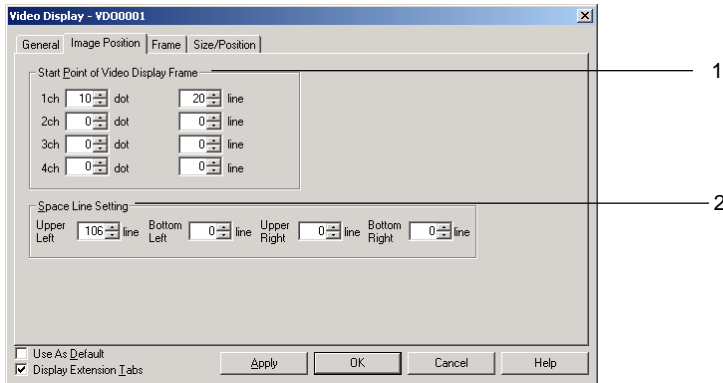 Video Display - VDO0001
General Image Position Frame Size/Position
Start Point of Video Display Frame 1
1ch 10 dot 20 line
2ch 0 dot 0 line
3ch 0 dot 0 line
4ch 0 dot 0 line
Space Line Setting 2
Upper Left 106 line Bottom Left 0 line Upper Right 0 line Bottom Right 0 line
Use As Default
Display Extension Tabs Apply OK Cancel Help